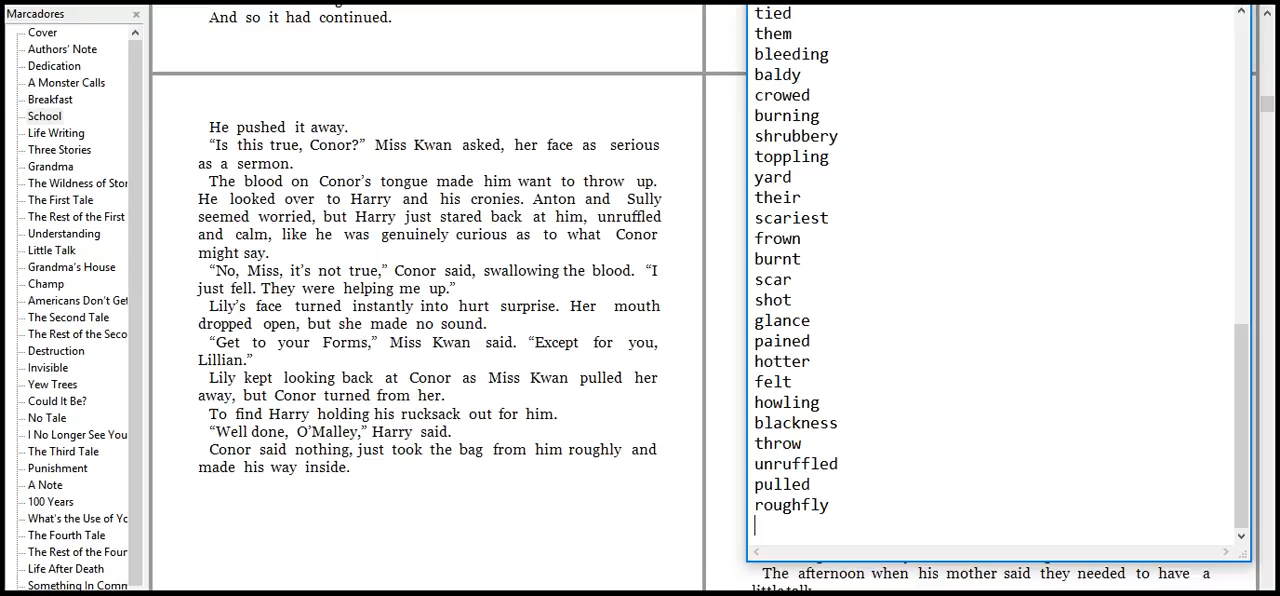 Marcadores
Cover
Authors' Note
Dedication
A Monster Calls
Breakfast
School
Life Writing
Three Stories
Grandma
The Wildness of Stor
The First Tale
The Rest of the First
Understanding
Little Talk
Grandma's House
Champ
Americans Don't Get
The Second Tale
The Rest of the Seco
Destruction
Invisible
Yew Trees
Could It Be?
No Tale
I No Longer See You
The Third Tale
Punishment
A Note
100 Years
What's the Use of Yo
The Fourth Tale
The Rest of the Four
Life After Death
Something In Comm
And so it had continued.
He pushed it away.
“Is this true, Conor?” Miss Kwan asked, her face as serious
as a sermon.
The blood on Conor’s tongue made him want to throw up.
He looked over to Harry and his cronies. Anton and Sully
seemed worried, but Harry just stared back at him, unruffled
and calm, like he was genuinely curious as to what Conor
might say.
“No, Miss, it’s not true,” Conor said, swallowing the blood. “I
just fell. They were helping me up.”
Lily’s face turned instantly into hurt surprise. Her mouth
dropped open, but she made no sound.
“Get to your Forms,” Miss Kwan said. “Except for you,
Lillian.”
Lily kept looking back at Conor as Miss Kwan pulled her
away, but Conor turned from her.
To find Harry holding his rucksack out for him.
“Well done, O’Malley,” Harry said.
Conor said nothing, just took the bag from him roughly and
made his way inside.
tied
them
bleeding
baldy
crowed
burning
shrubbery
toppling
yard
their
scariest
frown
burnt
scar
shot
glance
pained
hotter
felt
howling
blackness
throw
unruffled
pulled
roughfly
The afternoon when his mother said they needed to have a
little talk.